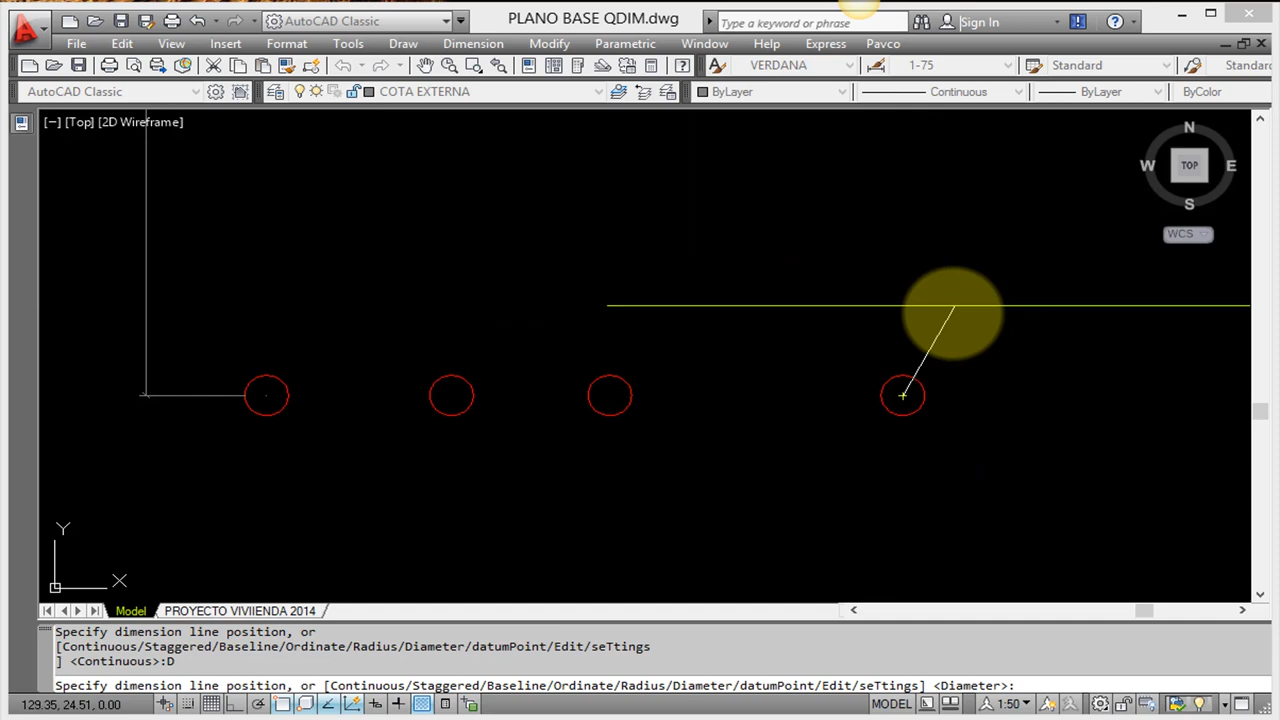 AutoCAD Classic PLANO BASE QDIM.dwg Type a keyword or phrase Sign In
File Edit View Insert Format Tools Draw Dimension Modify Parametric Window Help Express Pavco
VERDANA 1-75 Standard Standard
AutoCAD Classic COTA EXTERNA ByLayer Continuous ByLayer ByColor
[−] [Top] [2D Wireframe]
N
W TOP E
S
WCS
Y
X
Model PROYECTO VIVIIENDA 2014
Specify dimension line position, or
[Continuous/Staggered/Baseline/Ordinate/Radius/Diameter/datumPoint/Edit/seTtings
] <Continuous>:D
Specify dimension line position, or [Continuous/Staggered/Baseline/Ordinate/Radius/Diameter/datumPoint/Edit/seTtings] <Diameter>:
129.35, 24.51, 0.00 MODEL 1:50